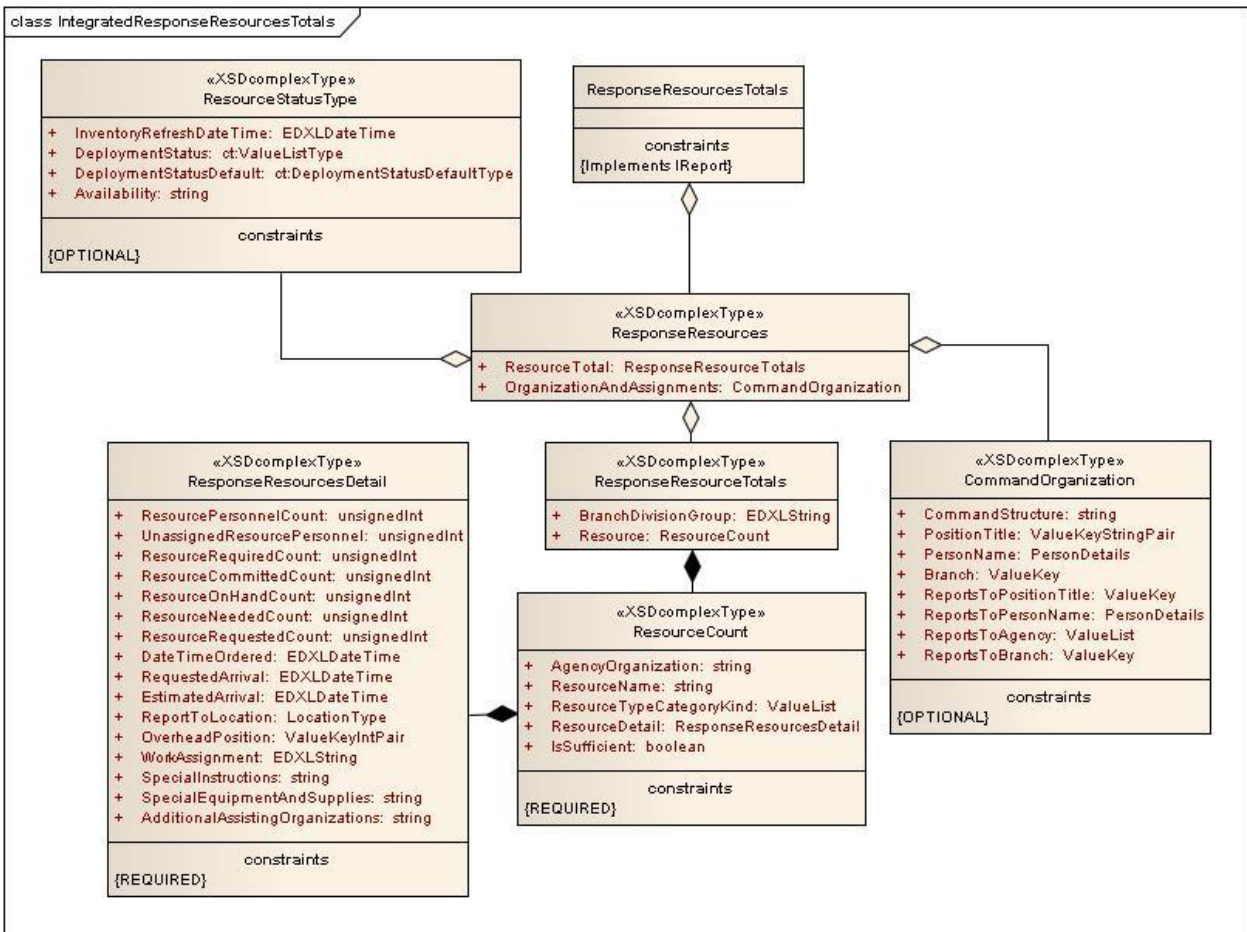 class IntegratedResponseResourcesTotals
«XSDcomplexType»
ResourceStatusType
+ InventoryRefreshDateTime: EDXLDateTime
+ DeploymentStatus: ct:ValueListType
+ DeploymentStatusDefault: ct:DeploymentStatusDefaultType
+ Availability: string
constraints
{OPTIONAL}
ResponseResourcesTotals
constraints
{Implements IReport}
«XSDcomplexType»
ResponseResources
+ ResourceTotal: ResponseResourceTotals
+ OrganizationAndAssignments: CommandOrganization
«XSDcomplexType»
ResponseResourcesDetail
+ ResourcePersonnelCount: unsignedInt
+ UnassignedResourcePersonnel: unsignedInt
+ ResourceRequiredCount: unsignedInt
+ ResourceCommittedCount: unsignedInt
+ ResourceOnHandCount: unsignedInt
+ ResourceNeededCount: unsignedInt
+ ResourceRequestedCount: unsignedInt
+ DateTimeOrdered: EDXLDateTime
+ RequestedArrival: EDXLDateTime
+ EstimatedArrival: EDXLDateTime
+ ReportToLocation: LocationType
+ OverheadPosition: ValueKeyIntPair
+ WorkAssignment: EDXLString
+ SpecialInstructions: string
+ SpecialEquipmentAndSupplies: string
+ AdditionalAssistingOrganizations: string
constraints
{REQUIRED}
«XSDcomplexType»
ResponseResourceTotals
+ BranchDivisionGroup: EDXLString
+ Resource: ResourceCount
«XSDcomplexType»
ResourceCount
+ AgencyOrganization: string
+ ResourceName: string
+ ResourceTypeCategoryKind: ValueList
+ ResourceDetail: ResponseResourcesDetail
+ IsSufficient: boolean
constraints
{REQUIRED}
«XSDcomplexType»
CommandOrganization
+ CommandStructure: string
+ PositionTitle: ValueKeyStringPair
+ PersonName: PersonDetails
+ Branch: ValueKey
+ ReportsToPositionTitle: ValueKey
+ ReportsToPersonName: PersonDetails
+ ReportsToAgency: ValueList
+ ReportsToBranch: ValueKey
constraints
{OPTIONAL}